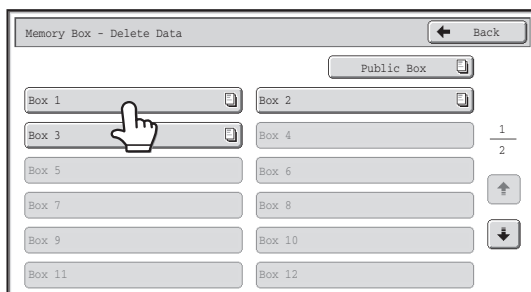 Memory Box - Delete Data
Back
Public Box
Box 1
Box 2
Box 3
Box 4
1
2
Box 5
Box 6
Box 7
Box 8
Box 9
Box 10
Box 11
Box 12